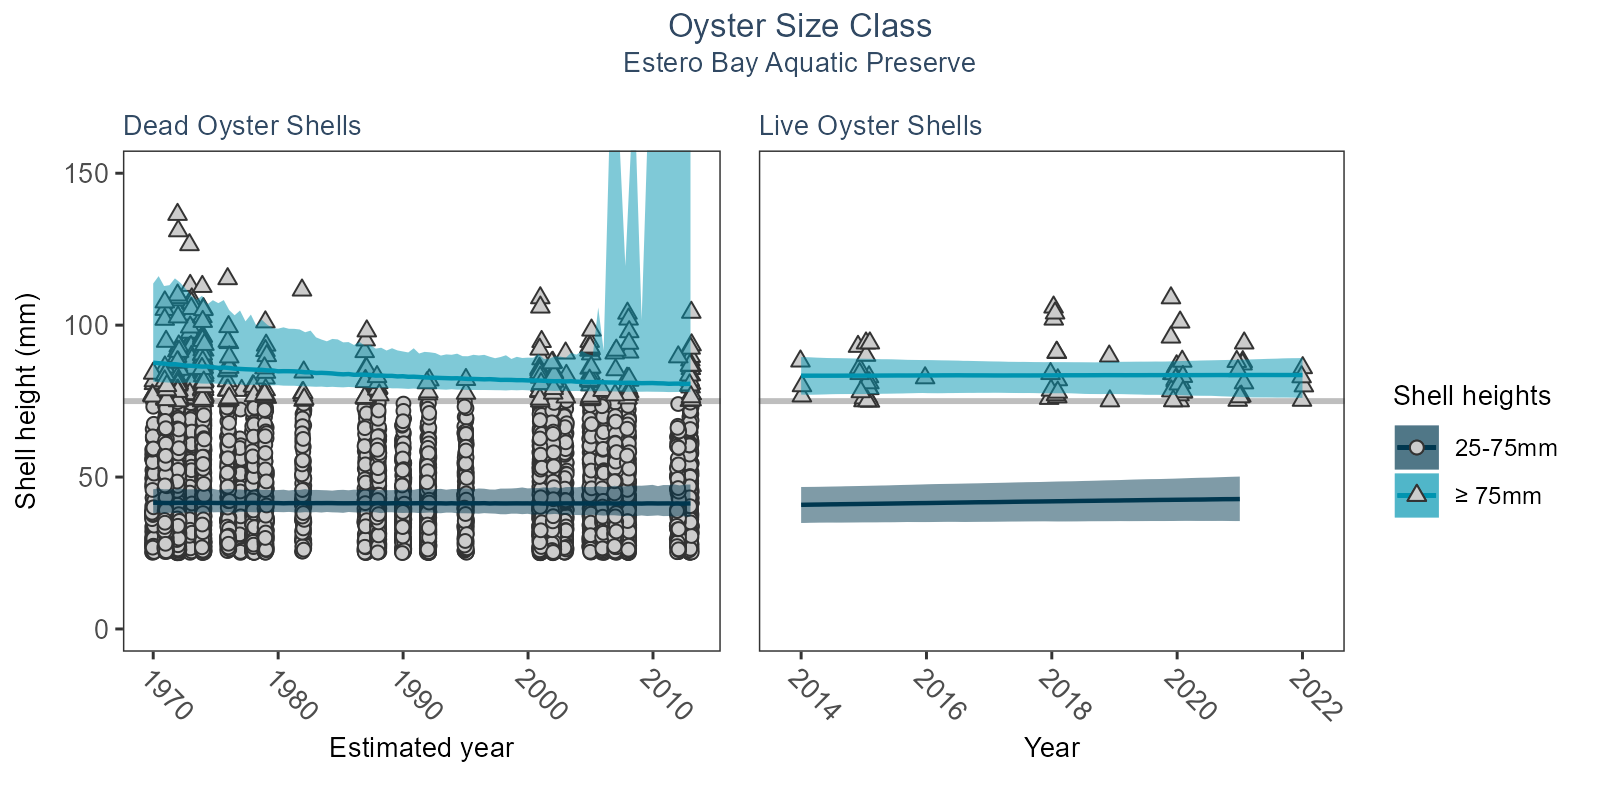 Oyster Size Class
Estero Bay Aquatic Preserve
Dead Oyster Shells
Live Oyster Shells
Shell height (mm)
150
100
50
0
1970
1980
1990
2000
2010
2014
2016
2018
2020
2022
Estimated year
Year
Shell heights
25-75mm
≥ 75mm